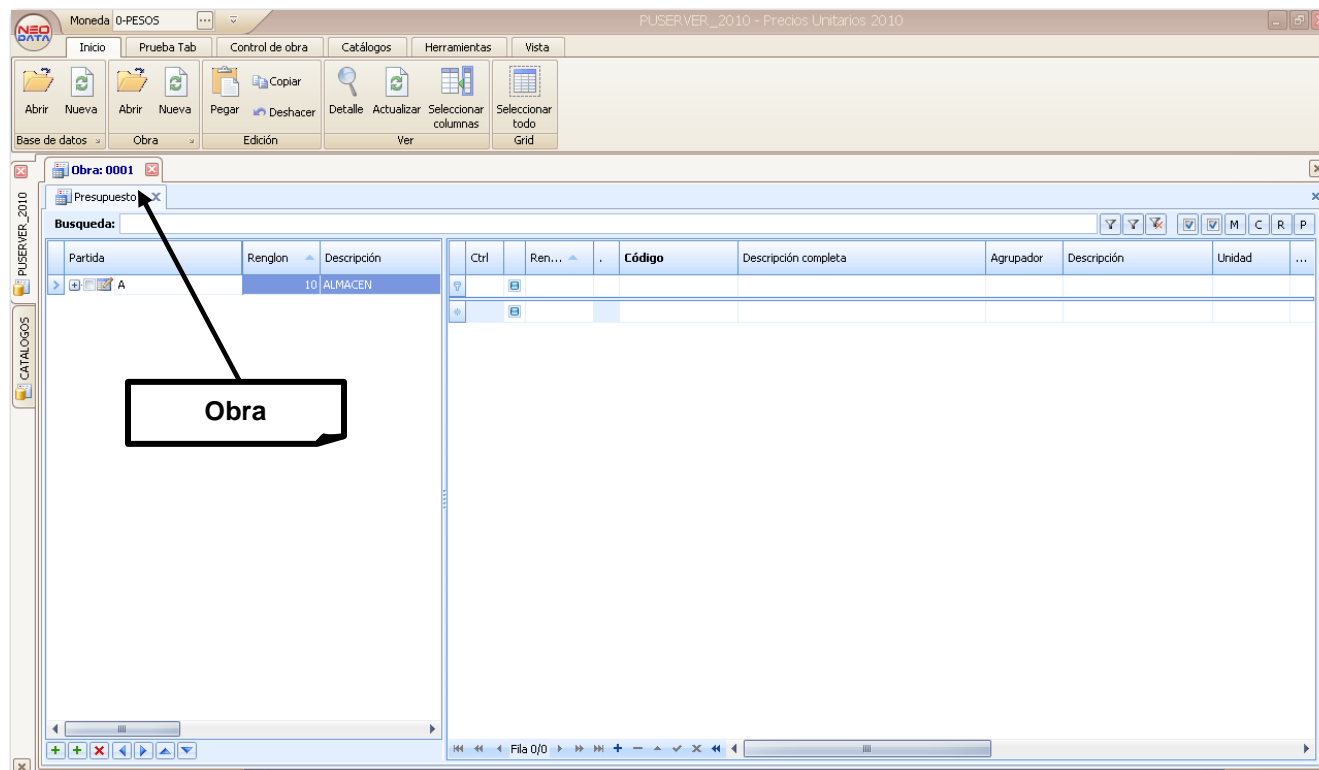 NEO
DATA
Moneda 0-PESOS ...
PUSERVER_2010 - Precios Unitarios 2010
Inicio Prueba Tab Control de obra Catálogos Herramientas Vista
Copiar
Abrir Nueva Abrir Nueva Pegar Deshacer Detalle Actualizar Seleccionar columnas Seleccionar todo
Base de datos Obra Edición Ver Grid
Obra: 0001
PUSERVER_2010
CATALOGOS
Presupuesto
Busqueda:
M C R P
Partida Renglon Descripción
A 10 ALMACEN
Ctrl Ren... . Código Descripción completa Agrupador Descripción Unidad ...
Obra
Fila 0/0